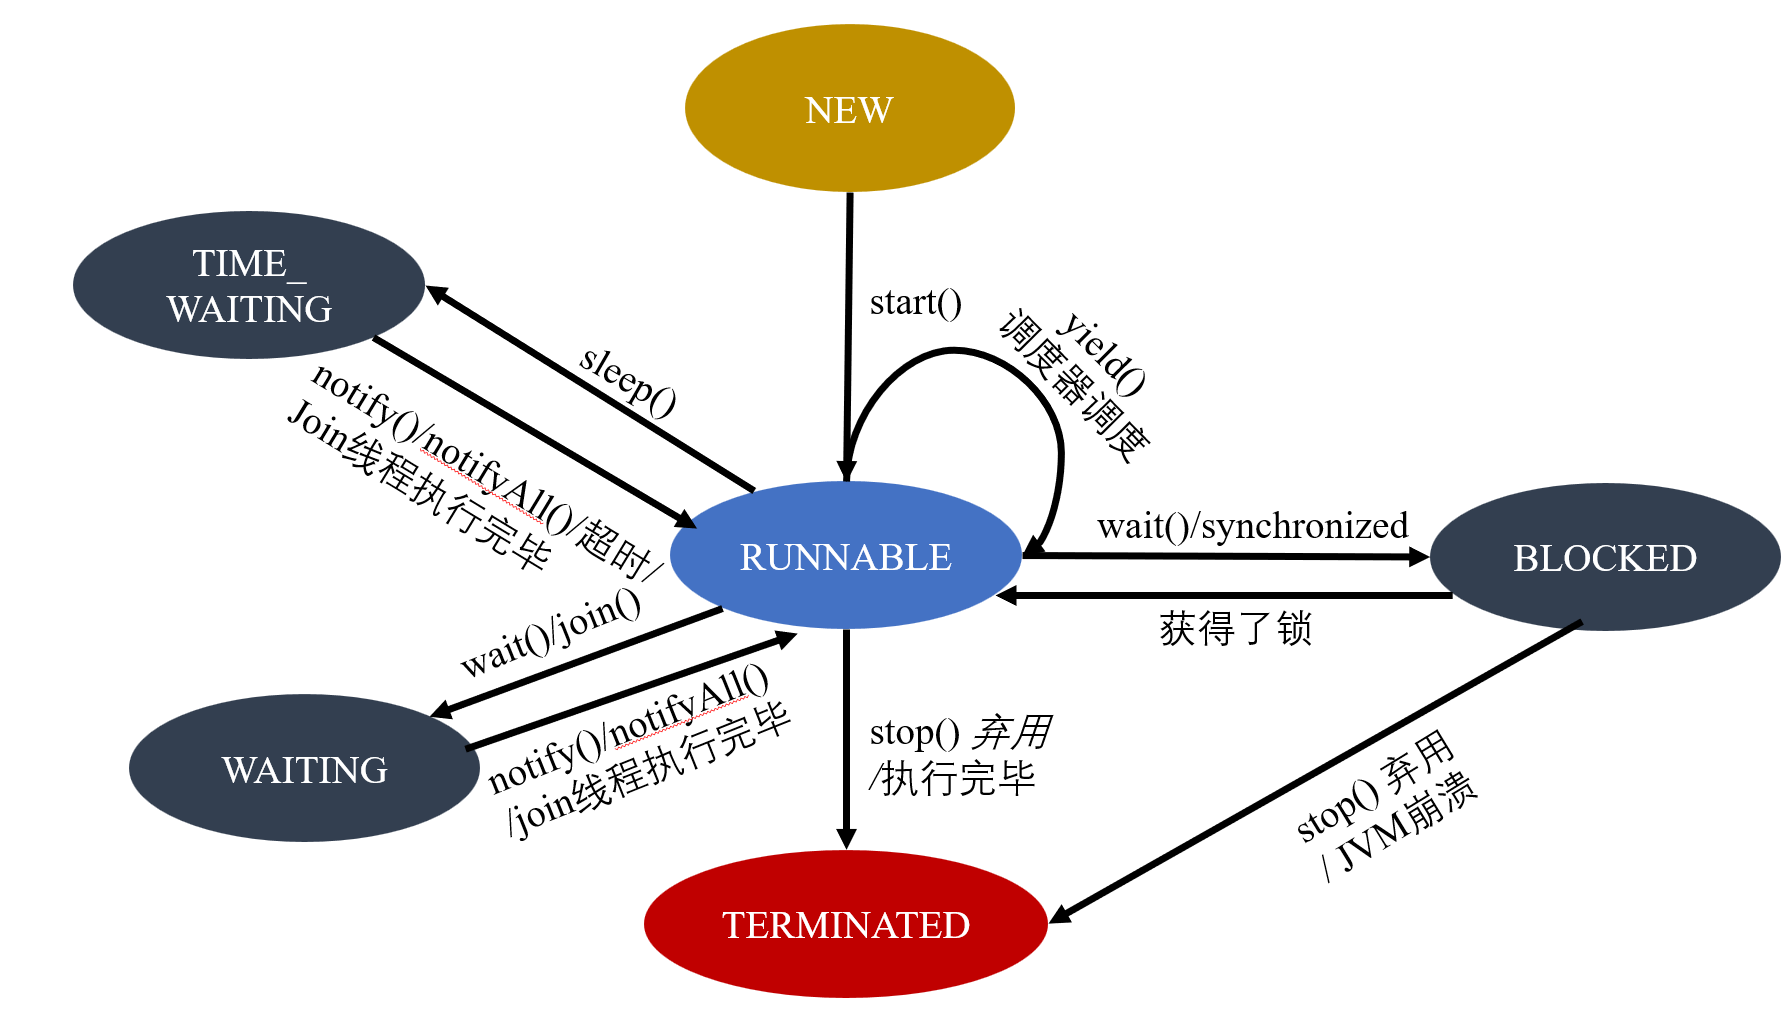 NEW
TIME_
WAITING
start()
yield()
调度器调度
sleep()
notify()/notifyAll()/超时/
Join线程执行完毕
RUNNABLE
wait()/synchronized
BLOCKED
获得了锁
wait()/join()
WAITING
notify()/notifyAll()
/join线程执行完毕
stop() 弃用
/执行完毕
stop() 弃用
/ JVM崩溃
TERMINATED